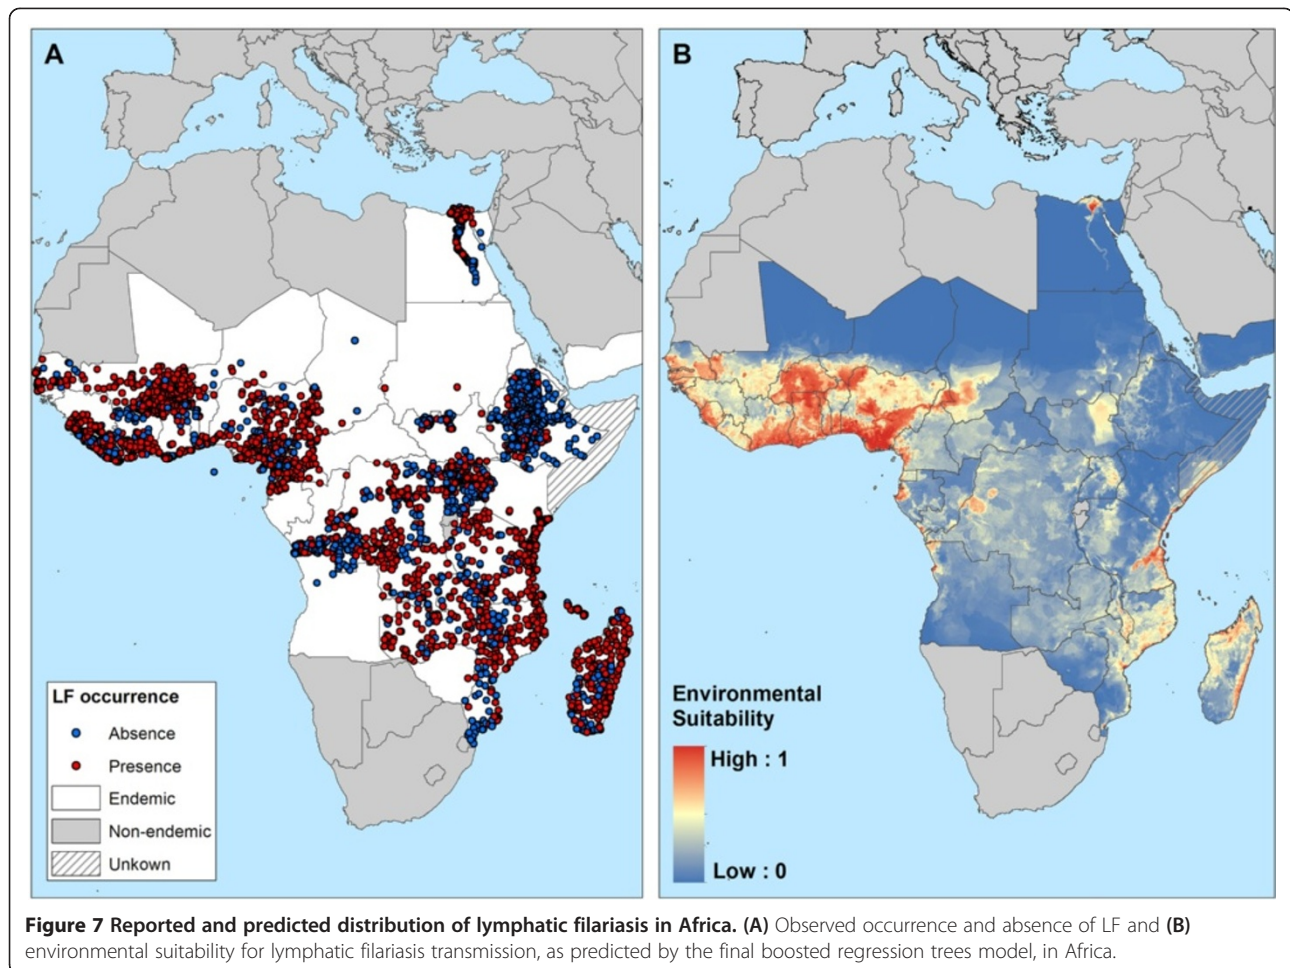 A
B
LF occurrence
Absence
Presence
Endemic
Non-endemic
Unkown
Environmental
Suitability
High : 1
Low : 0
Figure 7 Reported and predicted distribution of lymphatic filariasis in Africa. (A) Observed occurrence and absence of LF and (B)
environmental suitability for lymphatic filariasis transmission, as predicted by the final boosted regression trees model, in Africa.